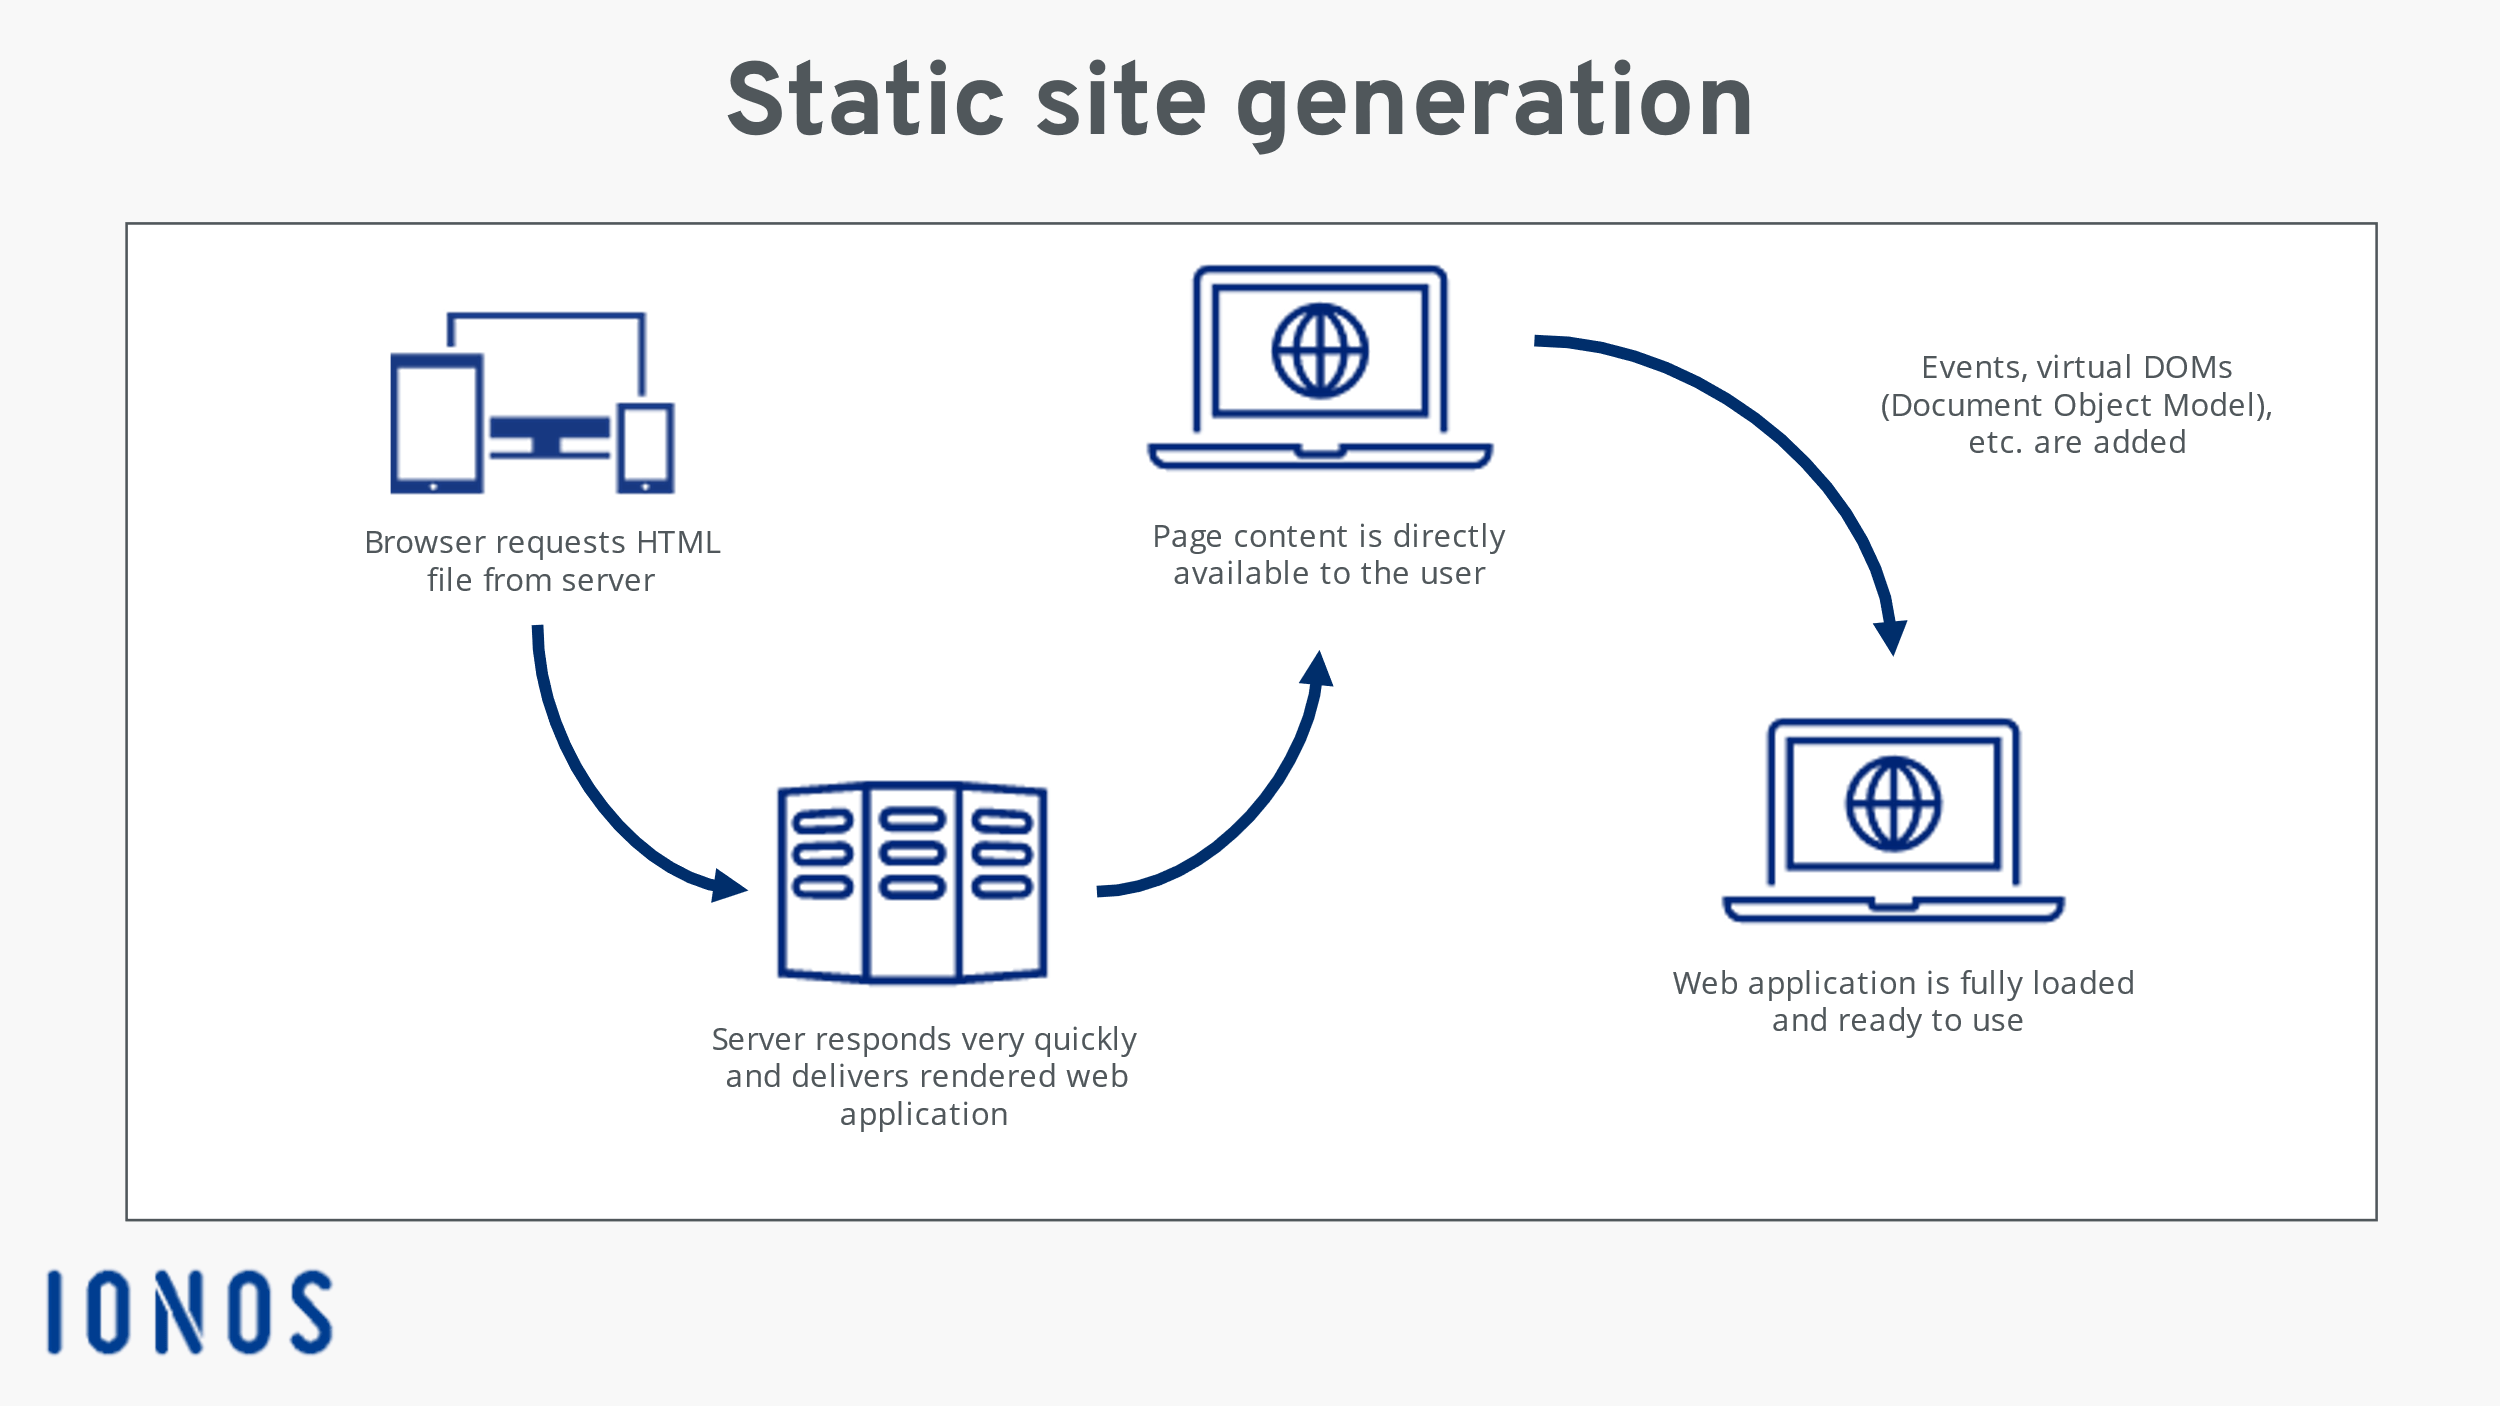 Static site generation
Browser requests HTML
file from server
Server responds very quickly
and delivers rendered web
application
Page content is directly
available to the user
Events, virtual DOMs
(Document Object Model),
etc. are added
Web application is fully loaded
and ready to use
IONOS